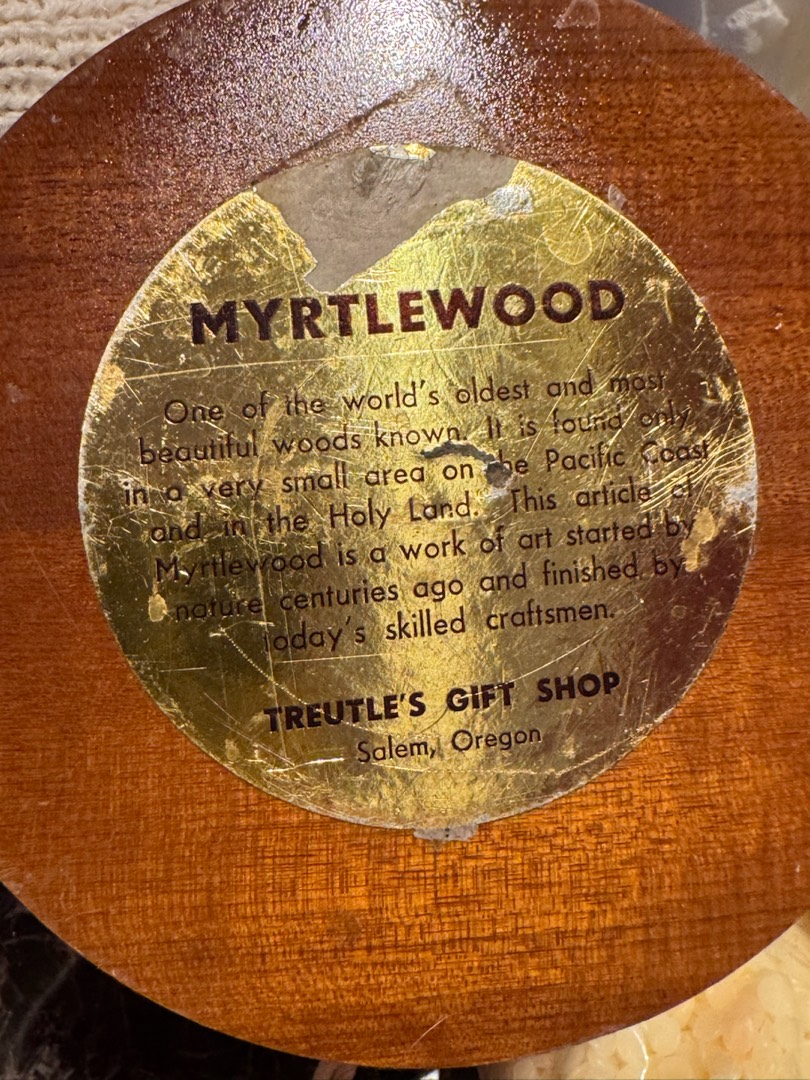 MYRTLEWOOD
One of the world's oldest and most
beautiful woods known. It is found only
in a very small area on the Pacific Coast
and in the Holy Land. This article of
Myrtlewood is a work of art started by
nature centuries ago and finished by
today's skilled craftsmen.
TREUTLE'S GIFT SHOP
Salem, Oregon